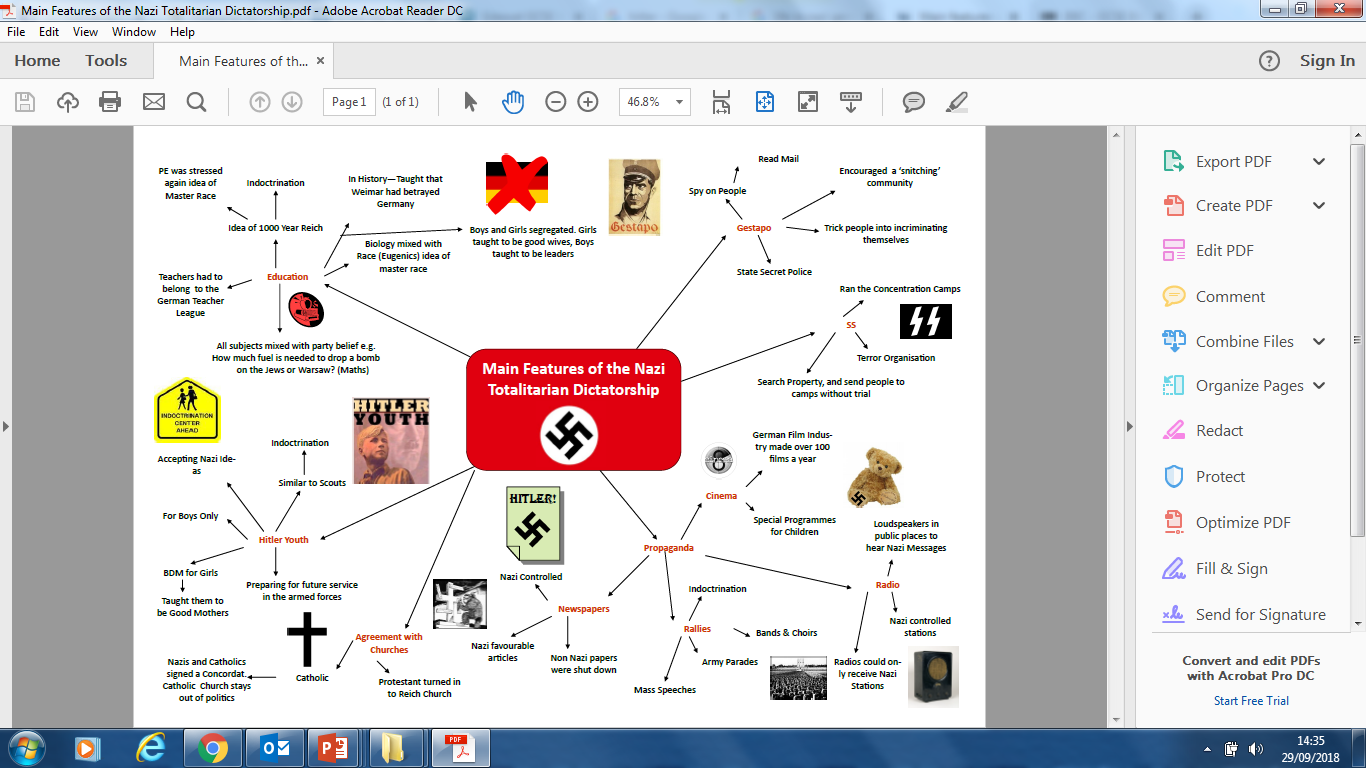 Main Features of the Nazi Totalitarian Dictatorship.pdf - Adobe Acrobat Reader DC
File Edit View Window Help
Home Tools Main Features of th... × Sign In
Page 1 (1 of 1) 46.8%
PE was stressed
again idea of
Master Race
Indoctrination
In History—Taught that
Weimar had betrayed
Germany
Idea of 1000 Year Reich
Biology mixed with
Race (Eugenics) idea of
master race
Boys and Girls segregated. Girls
taught to be good wives, Boys
taught to be leaders
Teachers had to
belong to the
German Teacher
League
Education
All subjects mixed with party belief e.g.
How much fuel is needed to drop a bomb
on the Jews or Warsaw? (Maths)
Gestapo
Read Mail
Spy on People
Encouraged a ‘snitching’
community
Gestapo
Trick people into incriminating
themselves
State Secret Police
Ran the Concentration Camps
SS
Terror Organisation
Search Property, and send people to
camps without trial
Main Features of the Nazi
Totalitarian Dictatorship
INDOCTRINATION
CENTER
AHEAD
HITLER
YOUTH
Indoctrination
Accepting Nazi Ide-
as
Similar to Scouts
For Boys Only
Hitler Youth
BDM for Girls
Taught them to
be Good Mothers
Preparing for future service
in the armed forces
Agreement with
Churches
Catholic
Nazis and Catholics
signed a Concordat.
Catholic Church stays
out of politics
Protestant turned in
to Reich Church
HITLER!
Propaganda
Nazi Controlled
Newspapers
Nazi favourable
articles
Non Nazi papers
were shut down
Indoctrination
Rallies
Bands & Choirs
Army Parades
Mass Speeches
German Film Indus-
try made over 100
films a year
Cinema
Special Programmes
for Children
Loudspeakers in
public places to
hear Nazi Messages
Radio
Nazi controlled
stations
Radios could on-
ly receive Nazi
Stations
Export PDF
Create PDF
Edit PDF
Comment
Combine Files
Organize Pages
Redact
Protect
Optimize PDF
Fill & Sign
Send for Signature
Convert and edit PDFs
with Acrobat Pro DC
Start Free Trial
14:35
29/09/2018